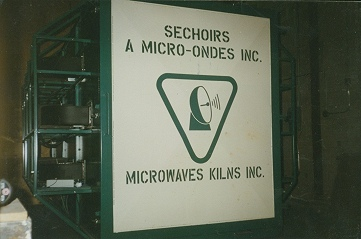 SECHOIRS
A MICRO-ONDES INC.
MICROWAVES KILNS INC.